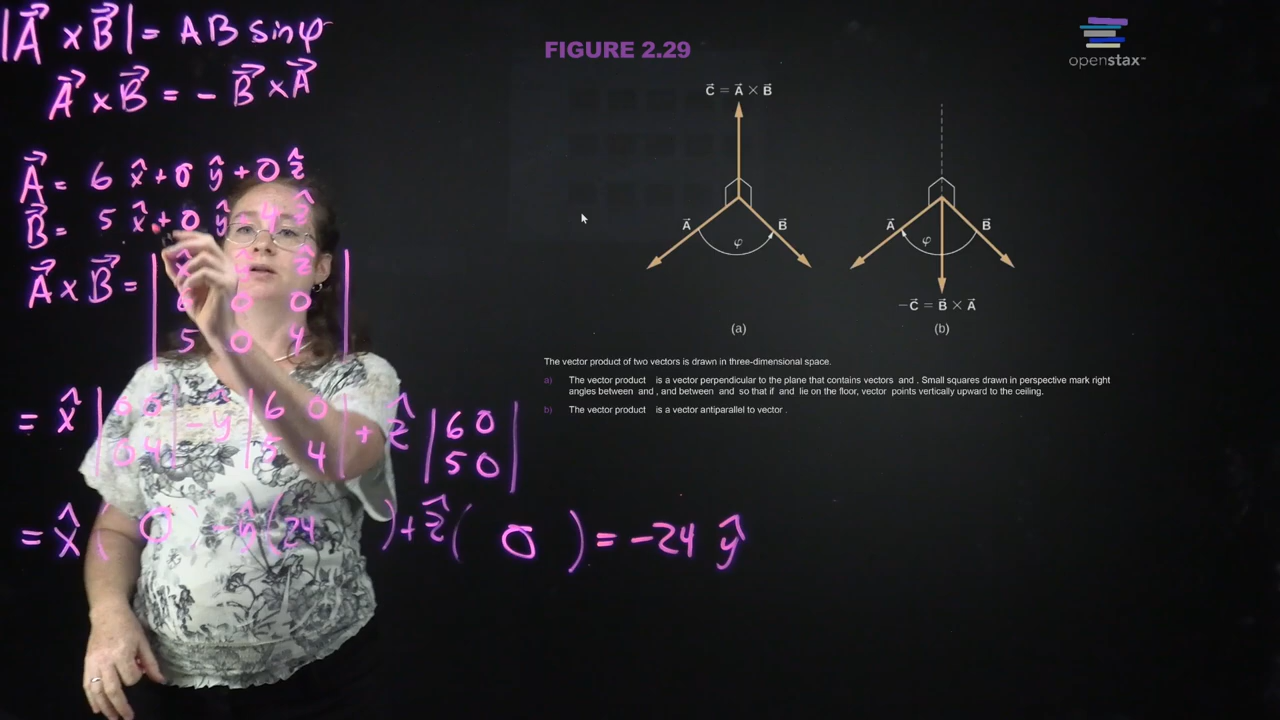 |A⃗ × B⃗| = AB sinφ
A⃗ × B⃗ = - B⃗ × A⃗
A⃗ = 6 x̂ + 0 ŷ + 0 ẑ
B⃗ = 5 x̂ + 0 ŷ + 4 ẑ
A⃗ × B⃗ = | x̂ ŷ ẑ |
6 0 0
5 0 4
= x̂ | 0 0 | - ŷ | 6 0 | + ẑ | 6 0 |
0 4 5 4 5 0
= x̂ ( 0 ) - ŷ (24 ) + ẑ ( 0 ) = -24 ŷ
FIGURE 2.29
openstax™
C⃗ = A⃗ × B⃗
A⃗ φ B⃗
(a)
A⃗ φ B⃗
-C⃗ = B⃗ × A⃗
(b)
The vector product of two vectors is drawn in three-dimensional space.
a) The vector product is a vector perpendicular to the plane that contains vectors and . Small squares drawn in perspective mark right
angles between and , and between and so that if and lie on the floor, vector points vertically upward to the ceiling.
b) The vector product is a vector antiparallel to vector .